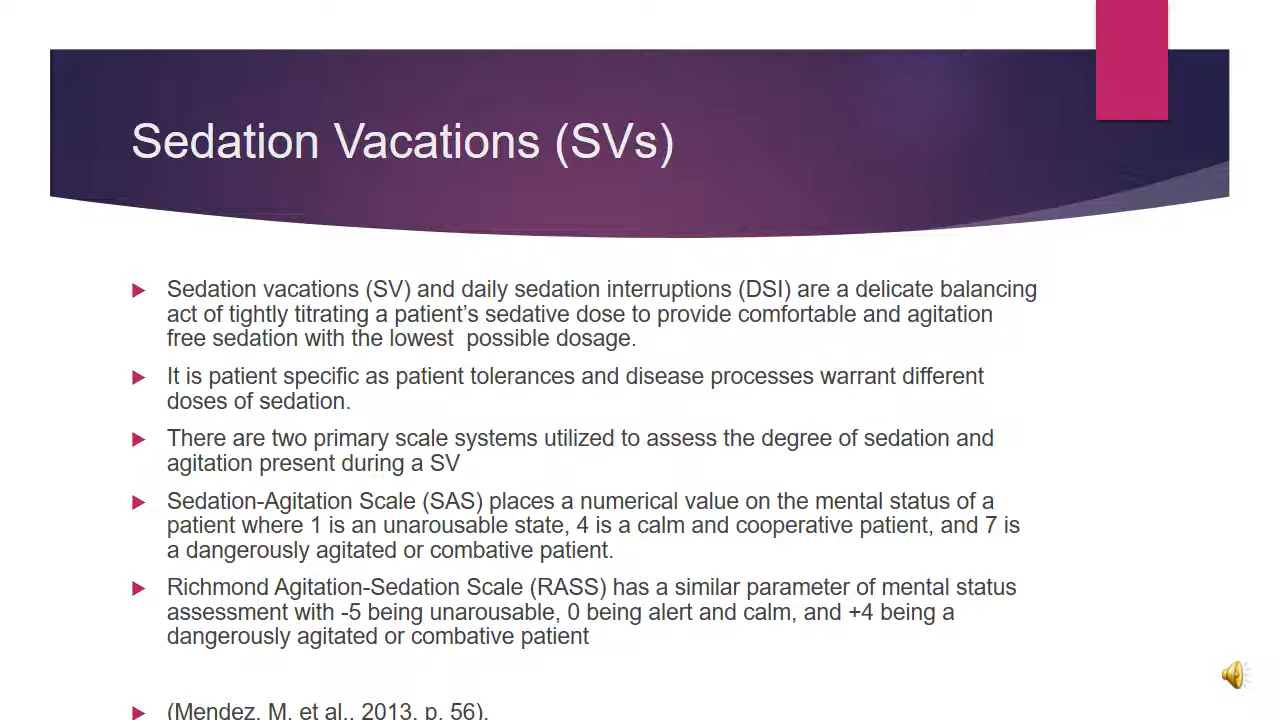 Sedation Vacations (SVs)
Sedation vacations (SV) and daily sedation interruptions (DSI) are a delicate balancing
act of tightly titrating a patient’s sedative dose to provide comfortable and agitation
free sedation with the lowest  possible dosage.
It is patient specific as patient tolerances and disease processes warrant different
doses of sedation.
There are two primary scale systems utilized to assess the degree of sedation and
agitation present during a SV
Sedation-Agitation Scale (SAS) places a numerical value on the mental status of a
patient where 1 is an unarousable state, 4 is a calm and cooperative patient, and 7 is
a dangerously agitated or combative patient.
Richmond Agitation-Sedation Scale (RASS) has a similar parameter of mental status
assessment with -5 being unarousable, 0 being alert and calm, and +4 being a
dangerously agitated or combative patient
(Mendez, M. et al., 2013, p. 56).